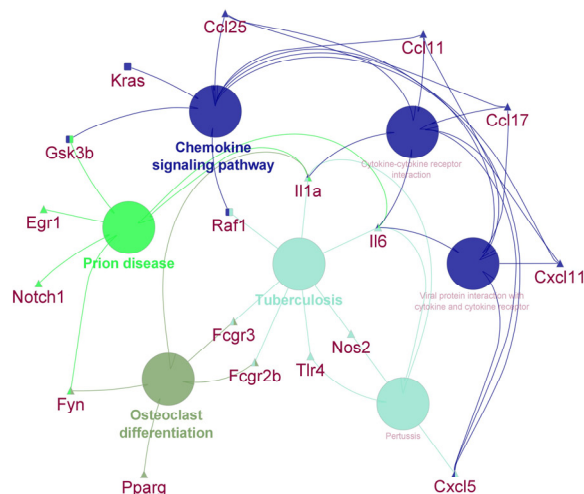 Ccl25
Ccl11
Kras
Ccl17
Chemokine
signaling pathway
Cytokine-cytokine receptor
interaction
Gsk3b
Il1a
Egr1
Raf1
Il6
Prion disease
Cxcl11
Notch1
Tuberculosis
Viral protein interaction with
cytokine and cytokine receptor
Fcgr3
Nos2
Fcgr2b
Tlr4
Fyn
Osteoclast
differentiation
Pertussis
Pparg
Cxcl5